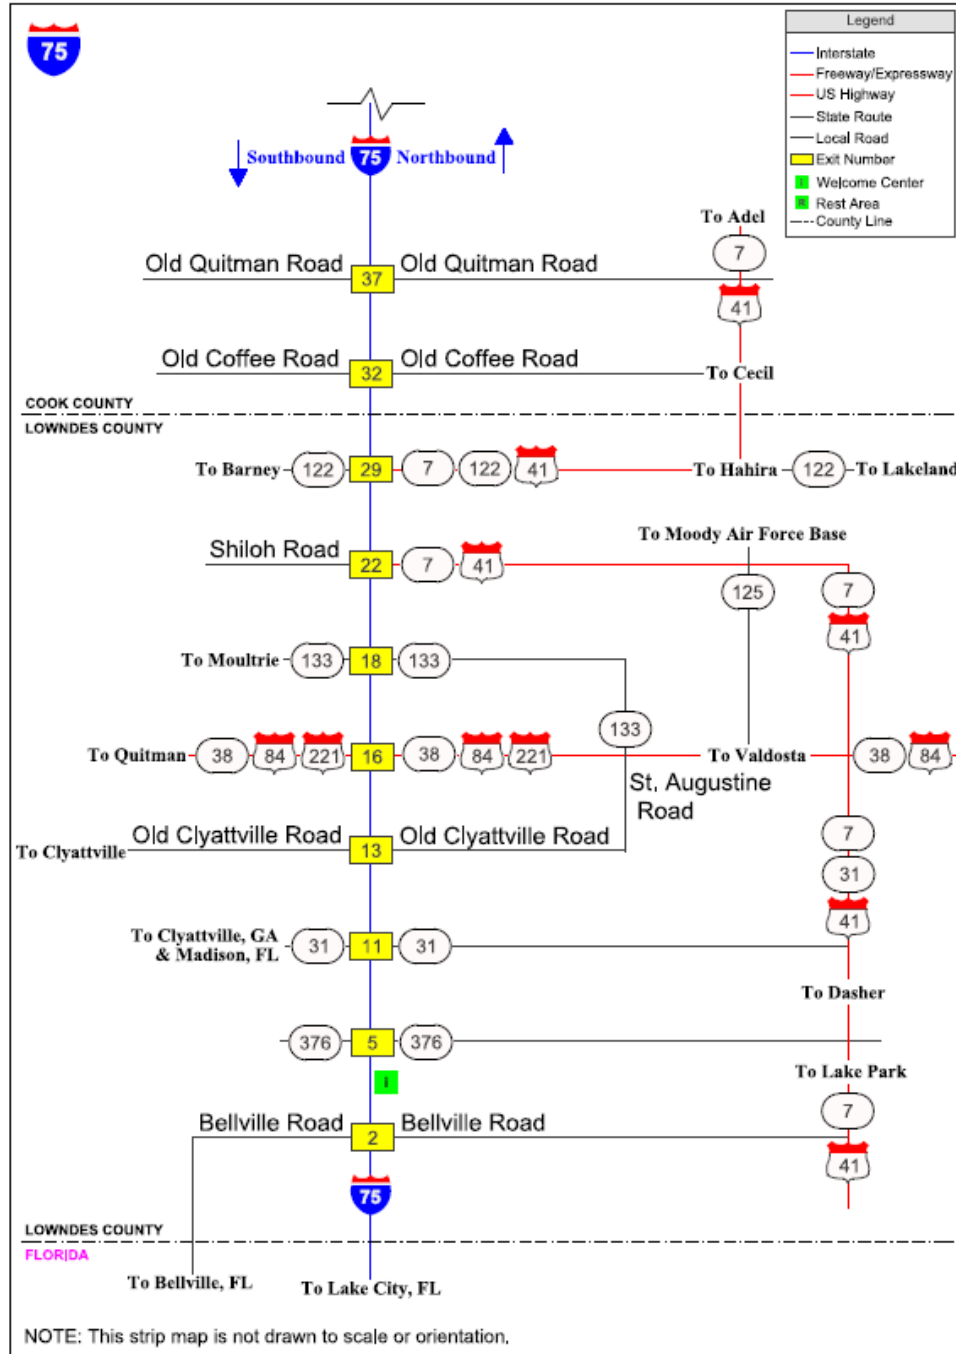 75
Legend
Interstate
Freeway/Expressway
US Highway
State Route
Local Road
Exit Number
I Welcome Center
R Rest Area
County Line
Southbound 75 Northbound
To Adel
7
Old Quitman Road 37 Old Quitman Road
41
Old Coffee Road 32 Old Coffee Road To Cecil
COOK COUNTY
LOWNDES COUNTY
To Barney 122 29 7 122 41 To Hahira 122 To Lakeland
To Moody Air Force Base
Shiloh Road 22 7 41
125 7
41
To Moultrie 133 18 133
133
To Quitman 38 84 221 16 38 84 221 To Valdosta 38 84
St. Augustine
Road
Old Clyattville Road 13 Old Clyattville Road 7
To Clyattville
31
41
To Clyattville, GA
& Madison, FL
31 11 31
To Dasher
376 5 376
To Lake Park
I
7
Bellville Road 2 Bellville Road
41
75
LOWNDES COUNTY
FLORIDA
To Bellville, FL To Lake City, FL
NOTE: This strip map is not drawn to scale or orientation.